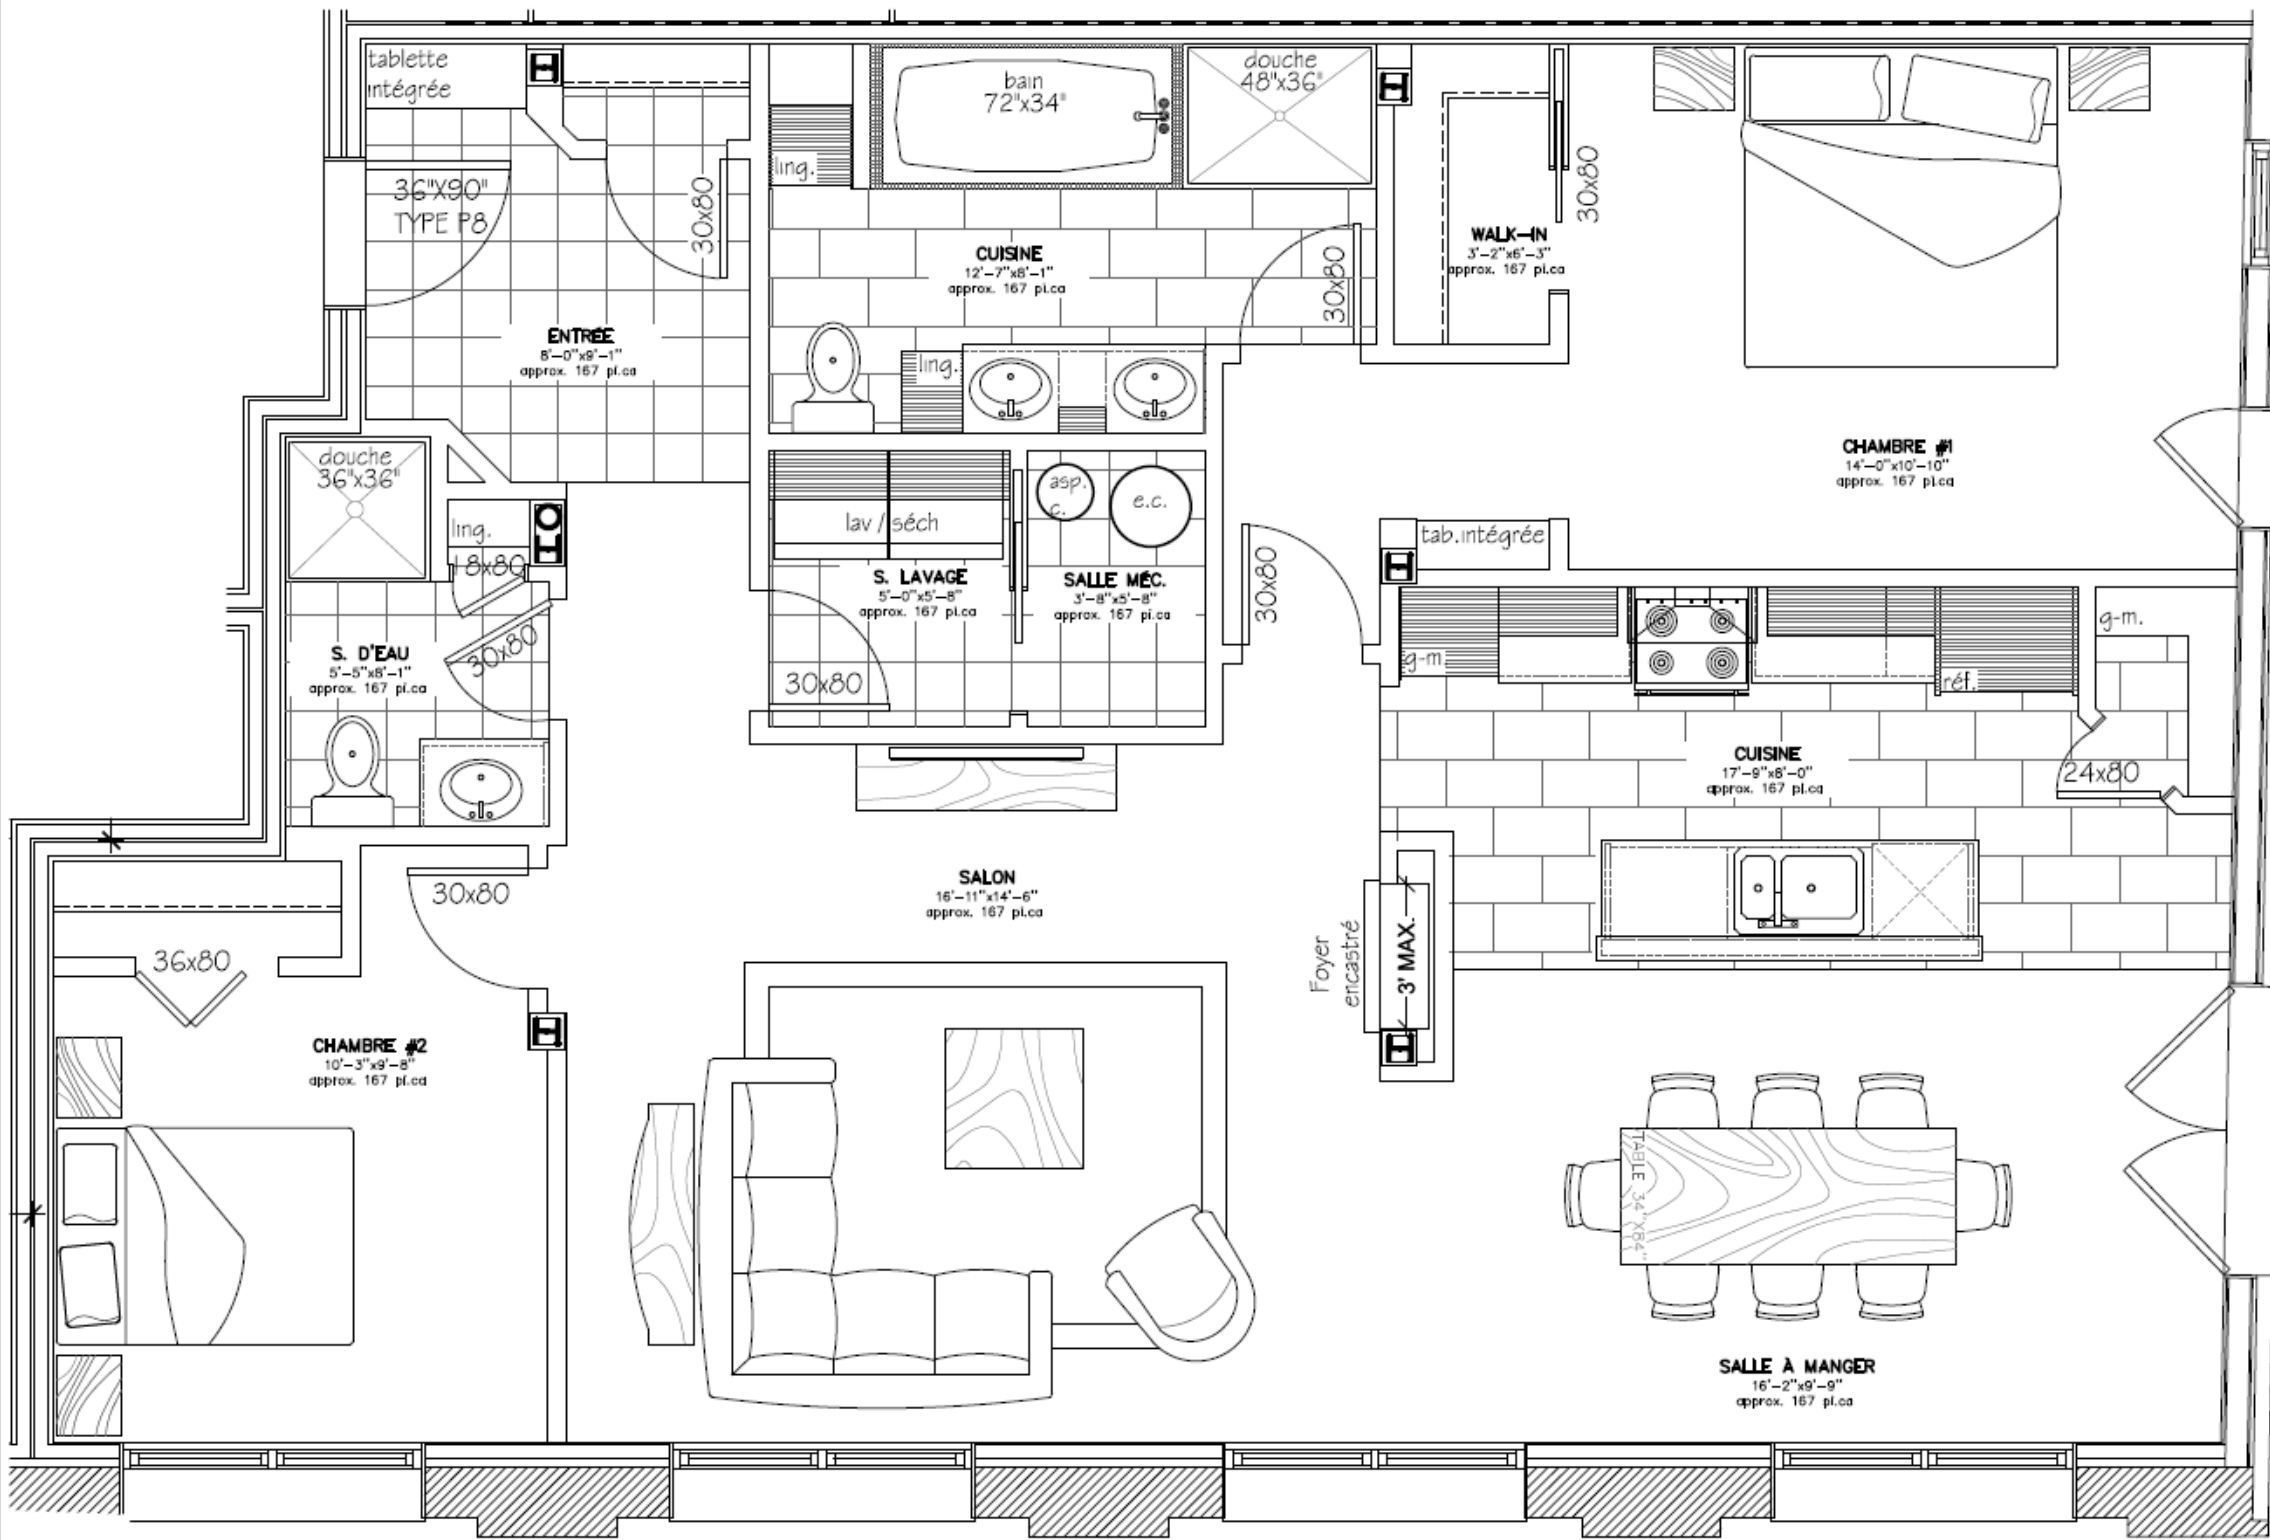 tablette
intégrée
36"X90"
TYPE P8
30x80
ENTRÉE
8'-0"x9'-1"
approx. 167 pi.ca
ling.
bain
72"x34"
douche
48"x36"
CUISINE
12'-7"x8'-1"
approx. 167 pi.ca
30x80
ling.
WALK-IN
3'-2"x6'-3"
approx. 167 pi.ca
30x80
CHAMBRE #1
14'-0"x10'-10"
approx. 167 pi.ca
douche
36"x36"
ling.
18x80
30x80
S. D'EAU
5'-5"x8'-1"
approx. 167 pi.ca
lav / séch
S. LAVAGE
5'-0"x5'-8"
approx. 167 pi.ca
30x80
asp.
c.
e.c.
SALLE MÉC.
3'-8"x5'-8"
approx. 167 pi.ca
30x80
tab.intégrée
g-m.
réf.
g-m.
CUISINE
17'-9"x8'-0"
approx. 167 pi.ca
24x80
30x80
36x80
CHAMBRE #2
10'-3"x9'-8"
approx. 167 pi.ca
SALON
16'-11"x14'-6"
approx. 167 pi.ca
Foyer
encastré
3' MAX.
TABLE 34"X84"
SALLE À MANGER
16'-2"x9'-9"
approx. 167 pi.ca